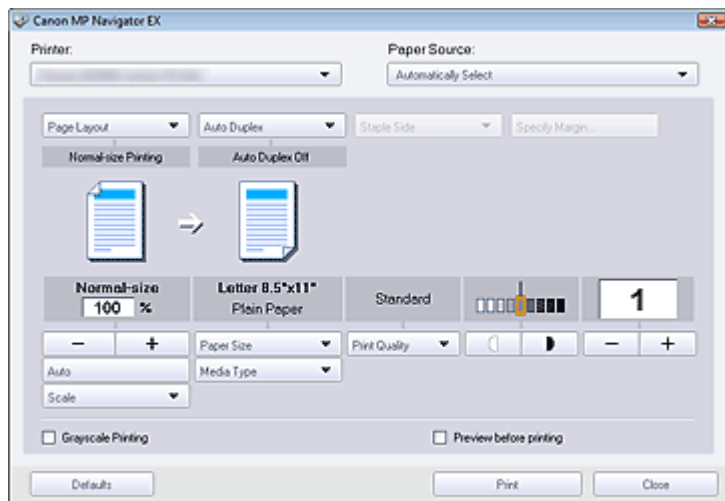 Canon MP Navigator EX
Printer: Paper Source:
Automatically Select
Page Layout Auto Duplex Staple Side Specify Margin...
Normal-size Printing Auto Duplex Off
Normal-size Letter 8.5"x11" Standard 1
100 % Plain Paper
− + Paper Size Print Quality − +
Auto Media Type
Scale
Grayscale Printing Preview before printing
Defaults Print Close